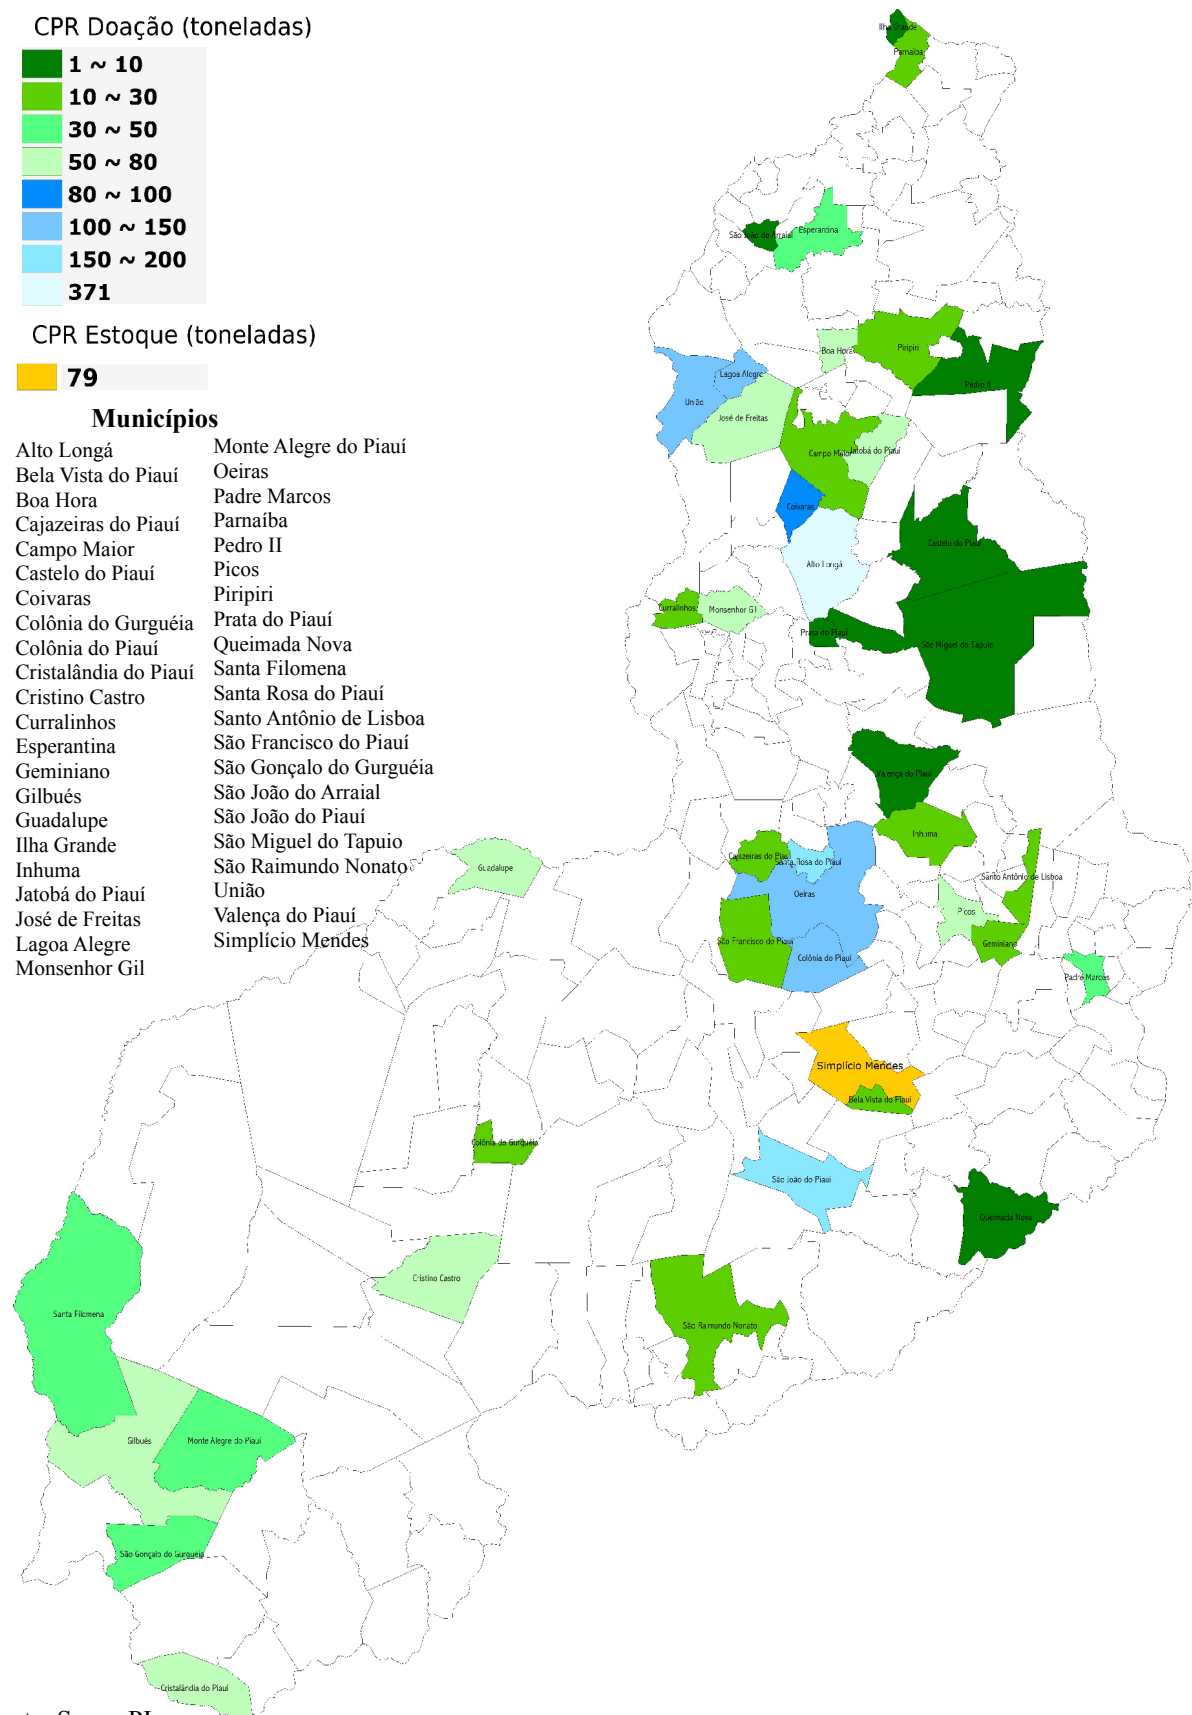 CPR Doação (toneladas)
1 ~ 10
10 ~ 30
30 ~ 50
50 ~ 80
80 ~ 100
100 ~ 150
150 ~ 200
371
CPR Estoque (toneladas)
79
Municípios
Alto Longá
Bela Vista do Piauí
Boa Hora
Cajazeiras do Piauí
Campo Maior
Castelo do Piauí
Coivaras
Colônia do Gurguéia
Colônia do Piauí
Cristalândia do Piauí
Cristino Castro
Curralinhos
Esperantina
Geminiano
Gilbués
Guadalupe
Ilha Grande
Inhuma
Jatobá do Piauí
José de Freitas
Lagoa Alegre
Monsenhor Gil
Monte Alegre do Piauí
Oeiras
Padre Marcos
Parnaíba
Pedro II
Picos
Piripiri
Prata do Piauí
Queimada Nova
Santa Filomena
Santa Rosa do Piauí
Santo Antônio de Lisboa
São Francisco do Piauí
São Gonçalo do Gurguéia
São João do Arraial
São João do Piauí
São Miguel do Tapuio
São Raimundo Nonato
União
Valença do Piauí
Simplício Mendes
Ilha Grande
Parnaíba
São João do Arraial
Esperantina
Boa Hora
Piripiri
Pedro II
Lagoa Alegre
União
José de Freitas
Campo Maior
Jatobá do Piauí
Coivaras
Castelo do Piauí
Alto Longá
Curralinhos
Monsenhor Gil
Prata do Piauí
São Miguel do Tapuio
Valença do Piauí
Inhuma
Cajazeiras do Piauí
Santa Rosa do Piauí
Guadalupe
Santo Antônio de Lisboa
Oeiras
Picos
São Francisco do Piauí
Geminiano
Colônia do Piauí
Padre Marcos
Simplício Mendes
Bela Vista do Piauí
Colônia do Gurguéia
São João do Piauí
Queimada Nova
Cristino Castro
Santa Filomena
São Raimundo Nonato
Gilbués
Monte Alegre do Piauí
São Gonçalo do Gurguéia
Cristalândia do Piauí